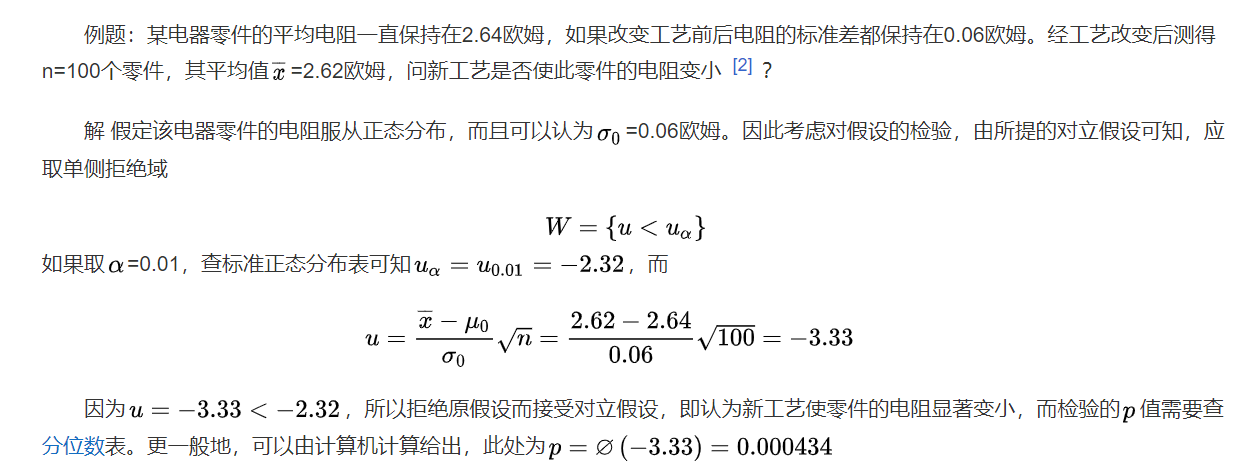 例题：某电器零件的平均电阻一直保持在2.64欧姆，如果改变工艺前后电阻的标准差都保持在0.06欧姆。经工艺改变后测得
n=100个零件，其平均值 $\overline{x}$ =2.62欧姆，问新工艺是否使此零件的电阻变小 [2] ？
解 假定该电器零件的电阻服从正态分布，而且可以认为 $\sigma_0$ =0.06欧姆。因此考虑对假设的检验，由所提的对立假设可知，应
取单侧拒绝域
$W = \{u < u_\alpha\}$
如果取 $\alpha$ =0.01，查标准正态分布表可知 $u_\alpha = u_{0.01} = -2.32$，而
$u = \frac{\overline{x} - \mu_0}{\sigma_0}\sqrt{n} = \frac{2.62 - 2.64}{0.06}\sqrt{100} = -3.33$
因为 $u = -3.33 < -2.32$，所以拒绝原假设而接受对立假设，即认为新工艺使零件的电阻显著变小，而检验的 $p$ 值需要查
分位数表。更一般地，可以由计算机计算给出，此处为 $p = \varnothing(-3.33) = 0.000434$